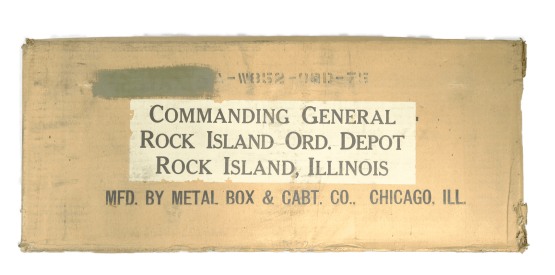 -W852-ORD-75
COMMANDING GENERAL
ROCK ISLAND ORD. DEPOT
ROCK ISLAND, ILLINOIS
MFD. BY METAL BOX & CABT. CO., CHICAGO, ILL.